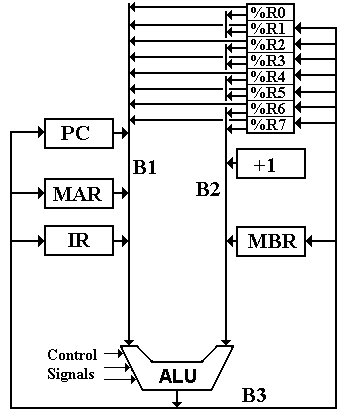 %R0
%R1
%R2
%R3
%R4
%R5
%R6
%R7
PC
B1
+1
MAR
B2
IR
MBR
Control
Signals
ALU
B3